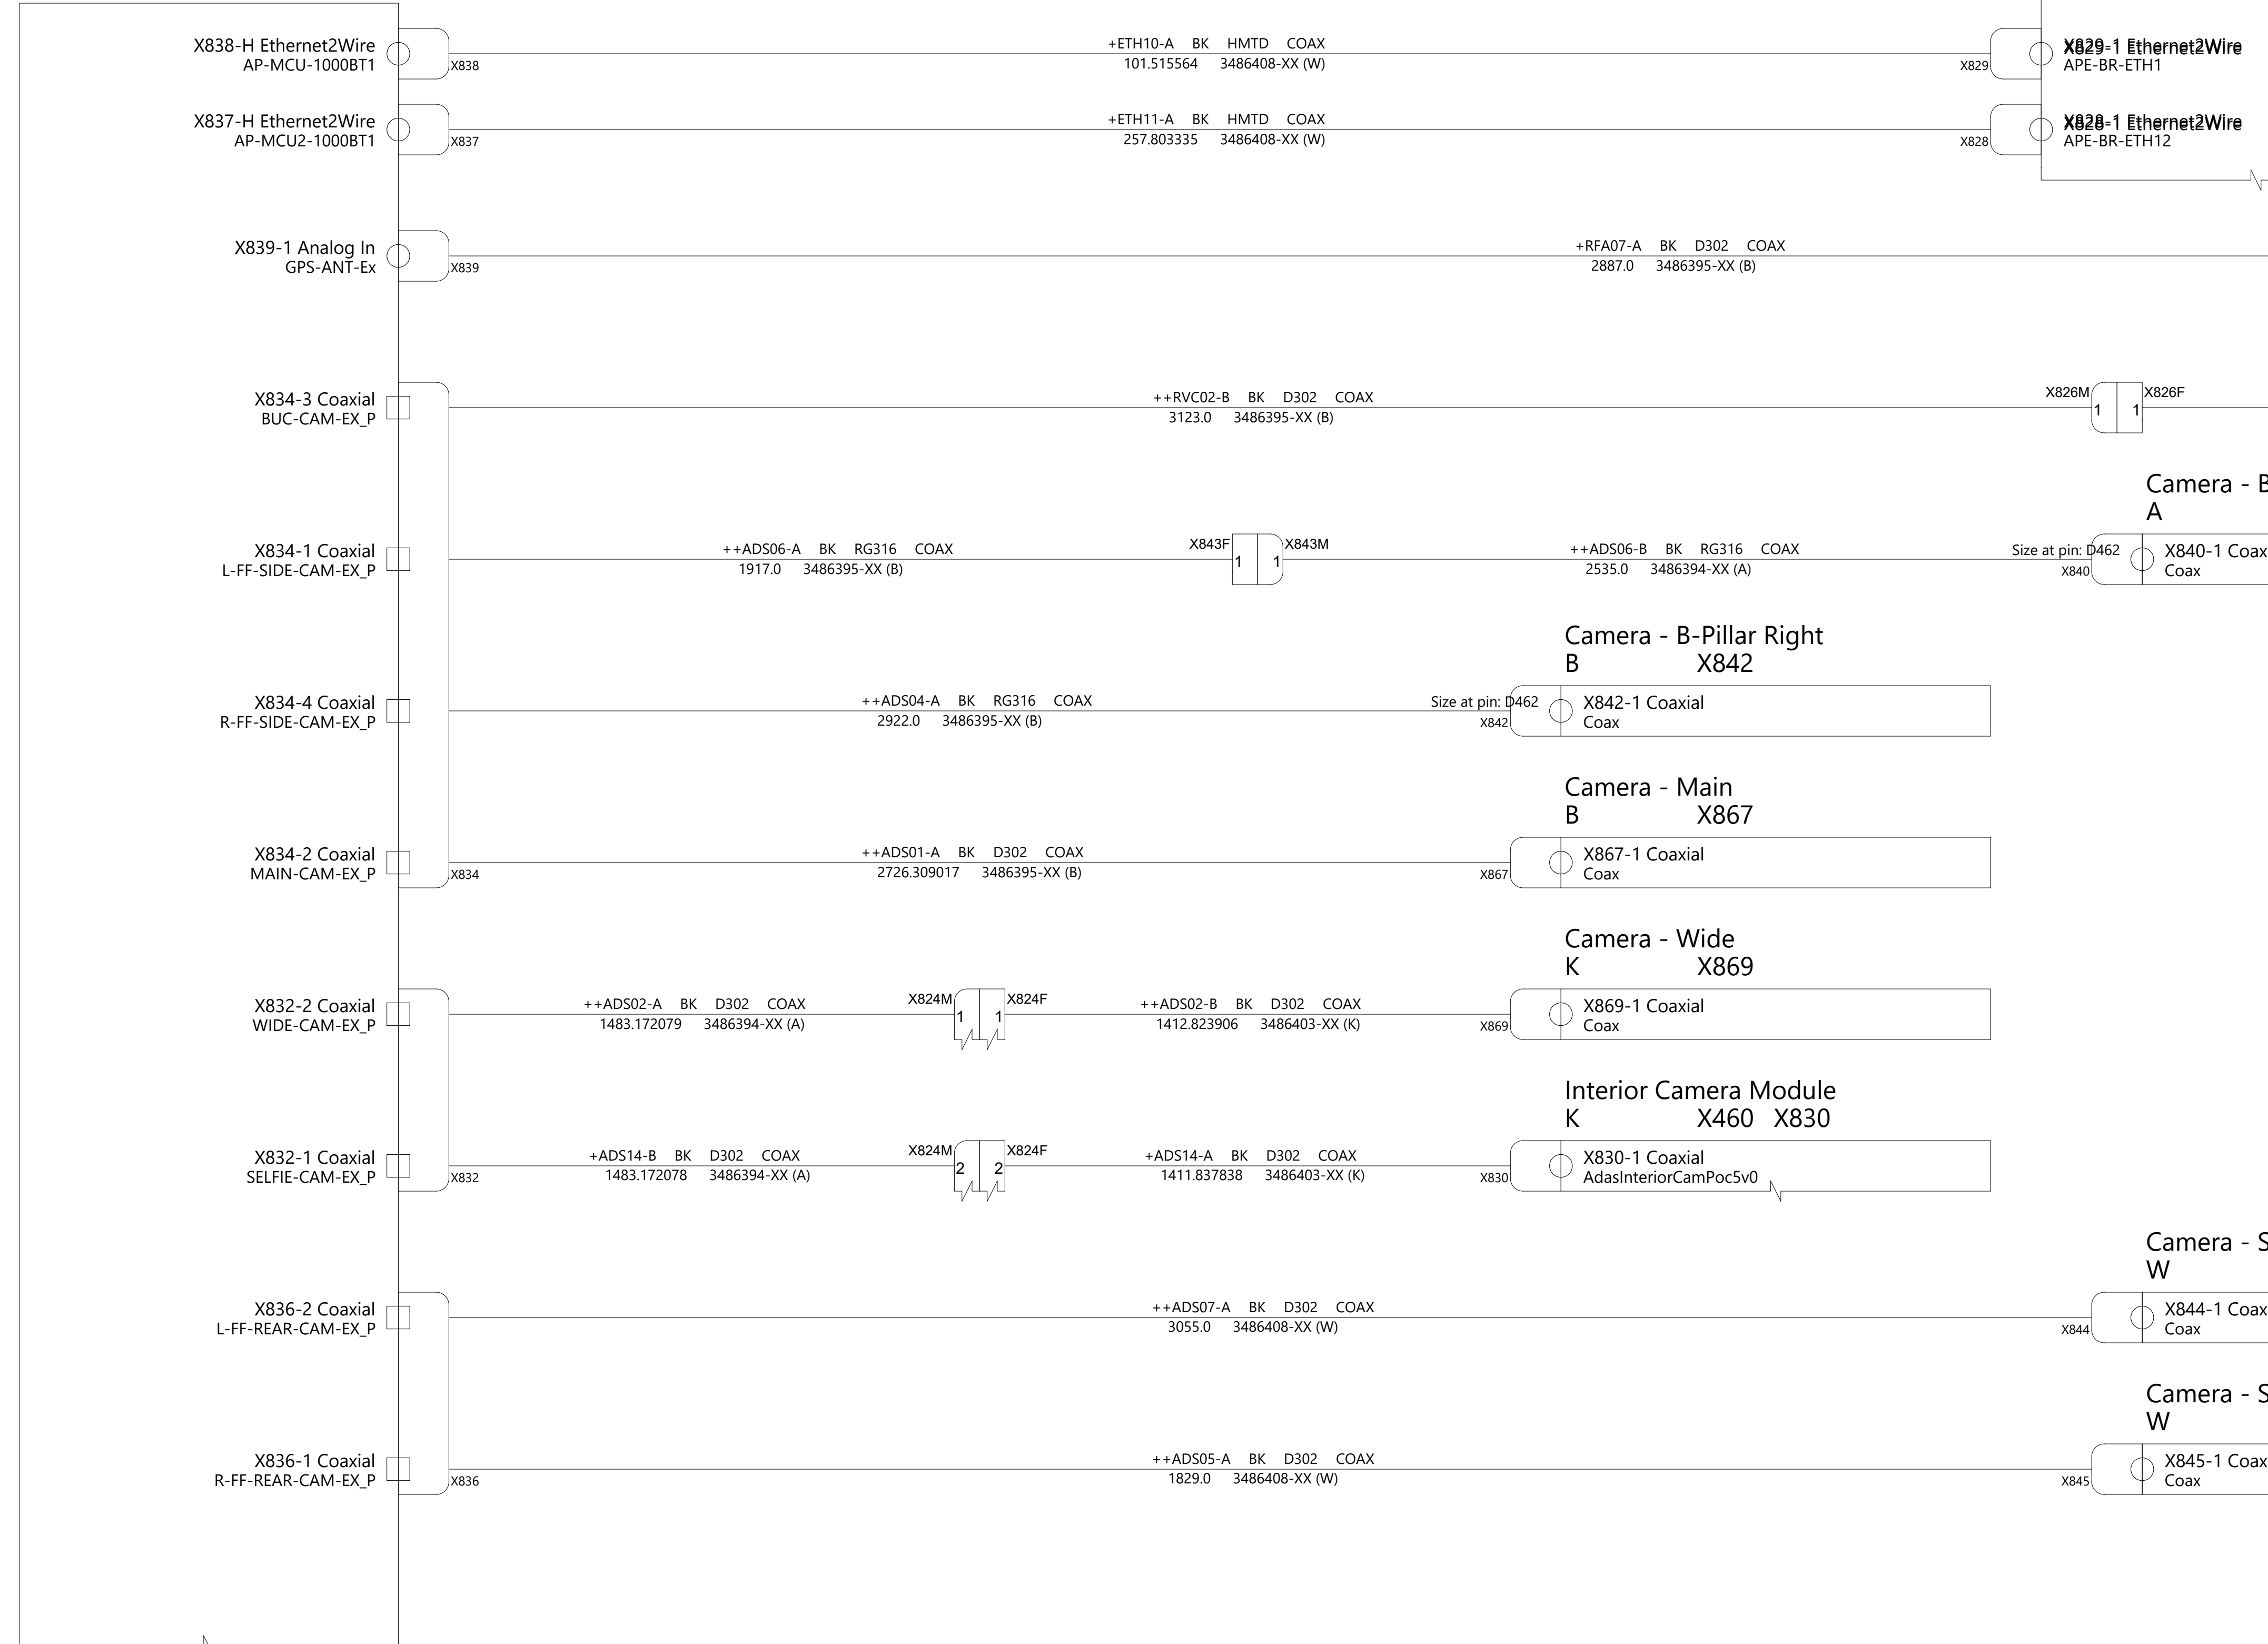 X838-H Ethernet2Wire
AP-MCU-1000BT1
X838
+ETH10-A BK HMTD COAX
101.515564 3486408-XX (W)
X829
X829-1 Ethernet2Wire
X829-1 Ethernet2Wire
APE-BR-ETH1
X837-H Ethernet2Wire
AP-MCU2-1000BT1
X837
+ETH11-A BK HMTD COAX
257.803335 3486408-XX (W)
X828
X828-1 Ethernet2Wire
X828-1 Ethernet2Wire
APE-BR-ETH12
X839-1 Analog In
GPS-ANT-Ex
X839
+RFA07-A BK D302 COAX
2887.0 3486395-XX (B)
X834-3 Coaxial
BUC-CAM-EX_P
++RVC02-B BK D302 COAX
3123.0 3486395-XX (B)
X826M
1 1
X826F
Camera - B
A
X834-1 Coaxial
L-FF-SIDE-CAM-EX_P
++ADS06-A BK RG316 COAX
1917.0 3486395-XX (B)
X843F
1 1
X843M
++ADS06-B BK RG316 COAX
2535.0 3486394-XX (A)
Size at pin: D462
X840
X840-1 Coax
Coax
Camera - B-Pillar Right
B X842
X834-4 Coaxial
R-FF-SIDE-CAM-EX_P
++ADS04-A BK RG316 COAX
2922.0 3486395-XX (B)
Size at pin: D462
X842
X842-1 Coaxial
Coax
Camera - Main
B X867
X834-2 Coaxial
MAIN-CAM-EX_P
X834
++ADS01-A BK D302 COAX
2726.309017 3486395-XX (B)
X867
X867-1 Coaxial
Coax
Camera - Wide
K X869
X832-2 Coaxial
WIDE-CAM-EX_P
++ADS02-A BK D302 COAX
1483.172079 3486394-XX (A)
X824M
1 1
X824F
++ADS02-B BK D302 COAX
1412.823906 3486403-XX (K)
X869
X869-1 Coaxial
Coax
Interior Camera Module
K X460 X830
X832-1 Coaxial
SELFIE-CAM-EX_P
X832
+ADS14-B BK D302 COAX
1483.172078 3486394-XX (A)
X824M
2 2
X824F
+ADS14-A BK D302 COAX
1411.837838 3486403-XX (K)
X830
X830-1 Coaxial
AdasInteriorCamPoc5v0
Camera - S
W
X836-2 Coaxial
L-FF-REAR-CAM-EX_P
++ADS07-A BK D302 COAX
3055.0 3486408-XX (W)
X844
X844-1 Coax
Coax
Camera - S
W
X836-1 Coaxial
R-FF-REAR-CAM-EX_P
X836
++ADS05-A BK D302 COAX
1829.0 3486408-XX (W)
X845
X845-1 Coax
Coax